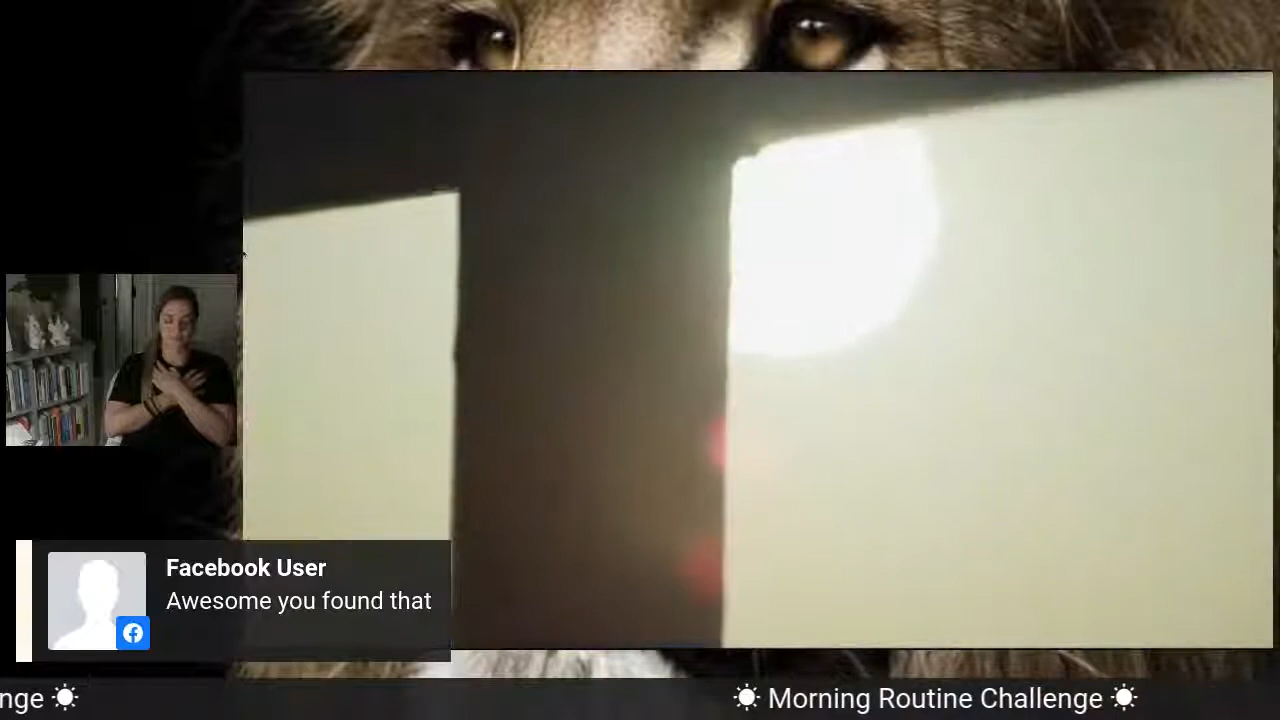 Facebook User
Awesome you found that
nge ☀ ☀ Morning Routine Challenge ☀